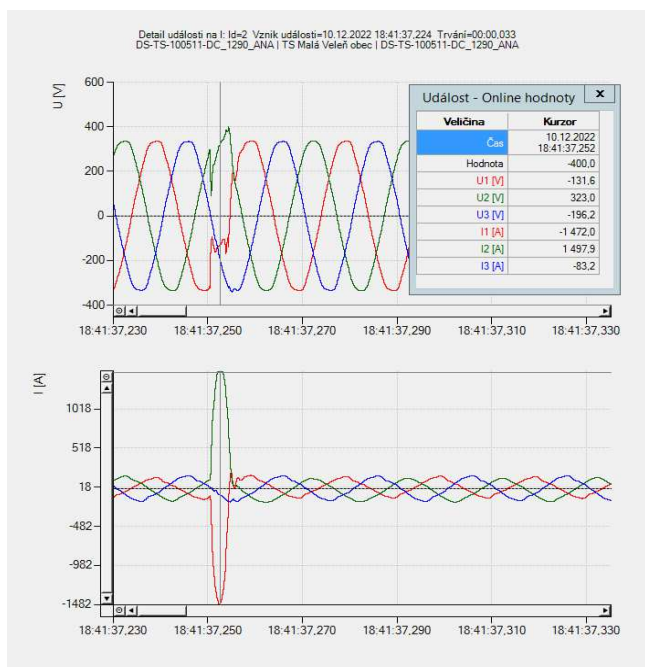 Detail události na I: Id=2 Vznik události=10.12.2022 18:41:37,224 Trvání=00:00,033
DS-TS-100511-DC_1290_ANA | TS Malá Veleň obec | DS-TS-100511-DC_1290_ANA
U [V]
600
400
200
0
-200
-400
18:41:37,230 18:41:37,250 18:41:37,270 18:41:37,290 18:41:37,310 18:41:37,330
Událost - Online hodnoty x
Veličina Kurzor
Čas 10.12.2022 18:41:37,252
Hodnota -400,0
U1 [V] -131,6
U2 [V] 323,0
U3 [V] -196,2
I1 [A] -1 472,0
I2 [A] 1 497,9
I3 [A] -83,2
I [A]
1018
518
18
-482
-982
-1482
18:41:37,230 18:41:37,250 18:41:37,270 18:41:37,290 18:41:37,310 18:41:37,330